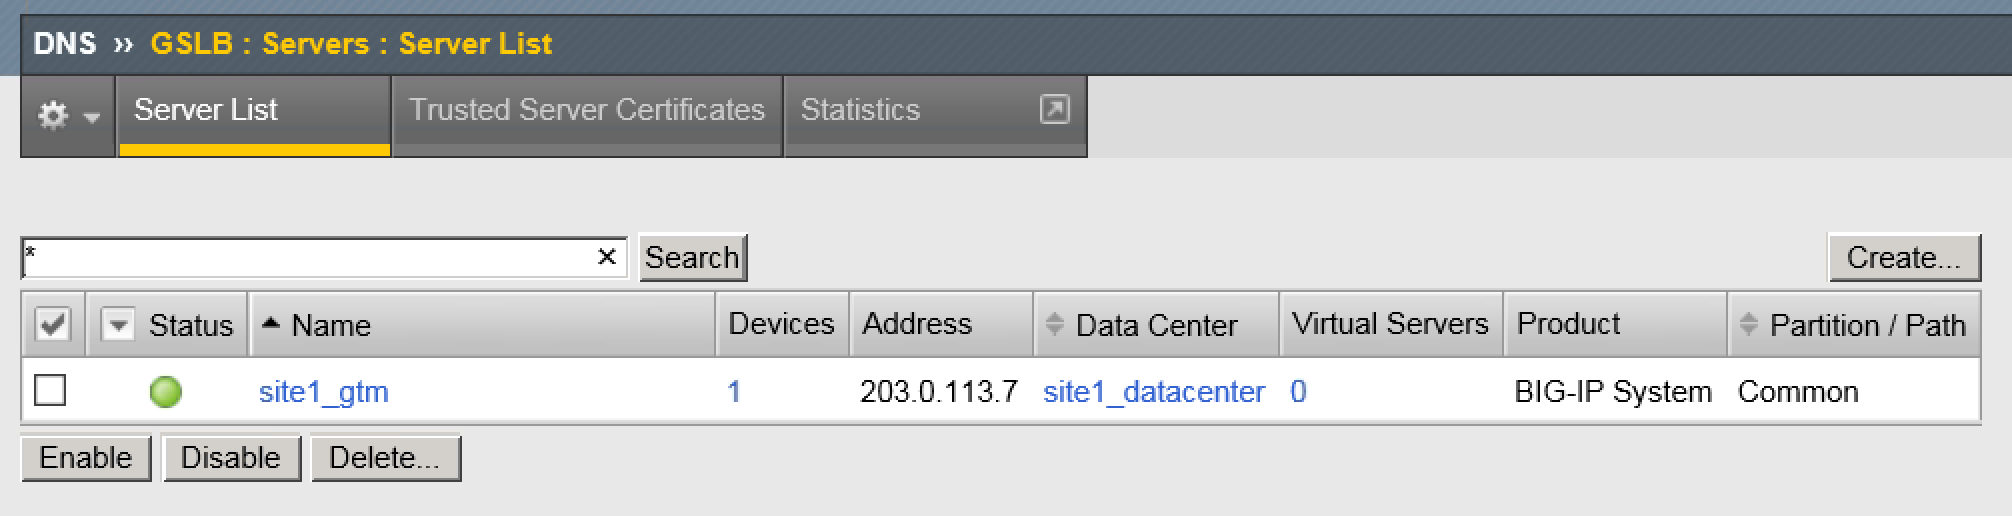 DNS ›› GSLB : Servers : Server List
Server List Trusted Server Certificates Statistics
* × Search Create...
Status Name Devices Address Data Center Virtual Servers Product Partition / Path
site1_gtm 1 203.0.113.7 site1_datacenter 0 BIG-IP System Common
Enable Disable Delete...